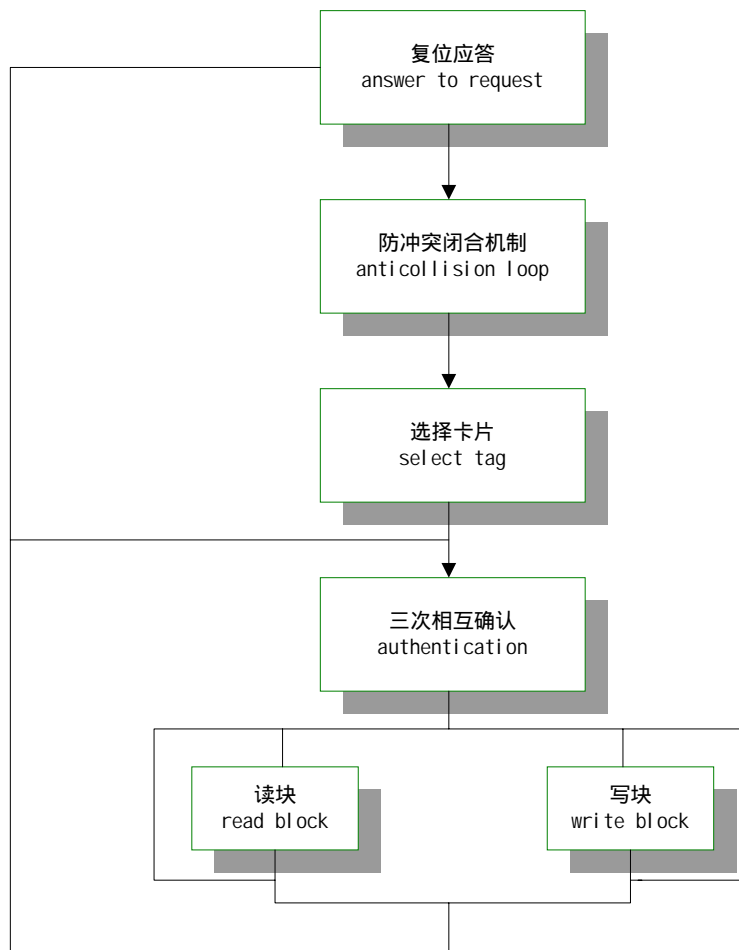 复位应答
answer to request
防冲突闭合机制
anticollision loop
选择卡片
select tag
三次相互确认
authentication
读块
read block
写块
write block